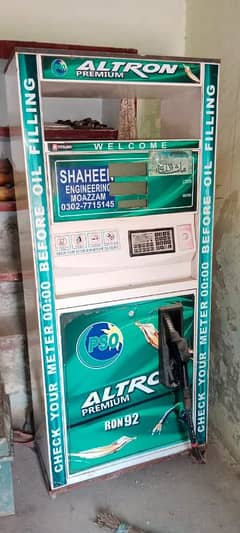 PSO ALTRON
PREMIUM
WELCOME
SHAHEEN
ENGINEERING
MOAZZAM
0302-7715145
CHECK YOUR METER 00:00 BEFORE OIL FILLING
CHECK YOUR METER 00:00 BEFORE OIL FILLING
PSO
ALTRON
PREMIUM
RON 92